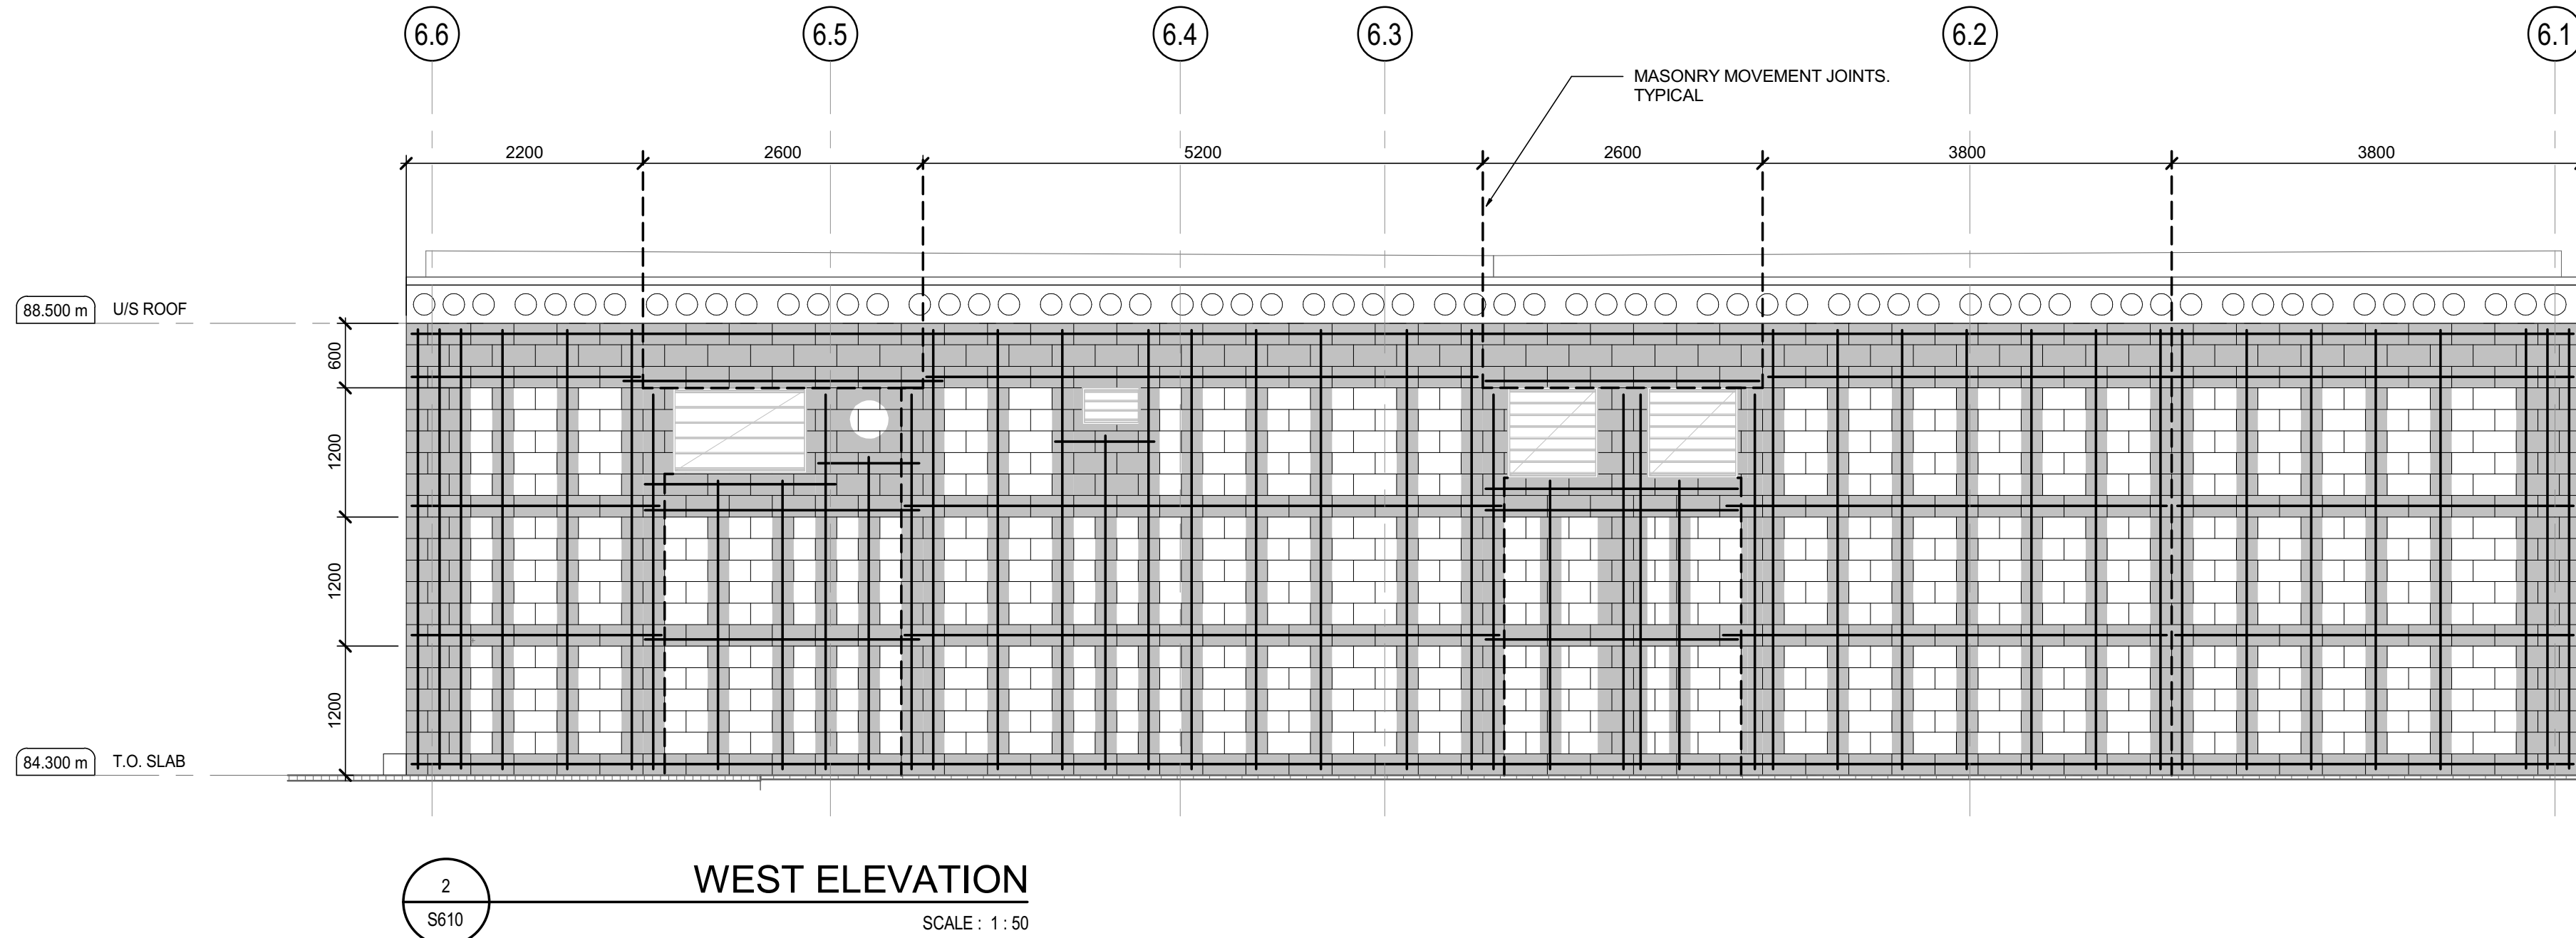 6.6
6.5
6.4
6.3
6.2
6.1
MASONRY MOVEMENT JOINTS.
TYPICAL
2200
2600
5200
2600
3800
3800
88.500 m
U/S ROOF
600
1200
1200
1200
84.300 m
T.O. SLAB
2
S610
WEST ELEVATION
SCALE : 1 : 50